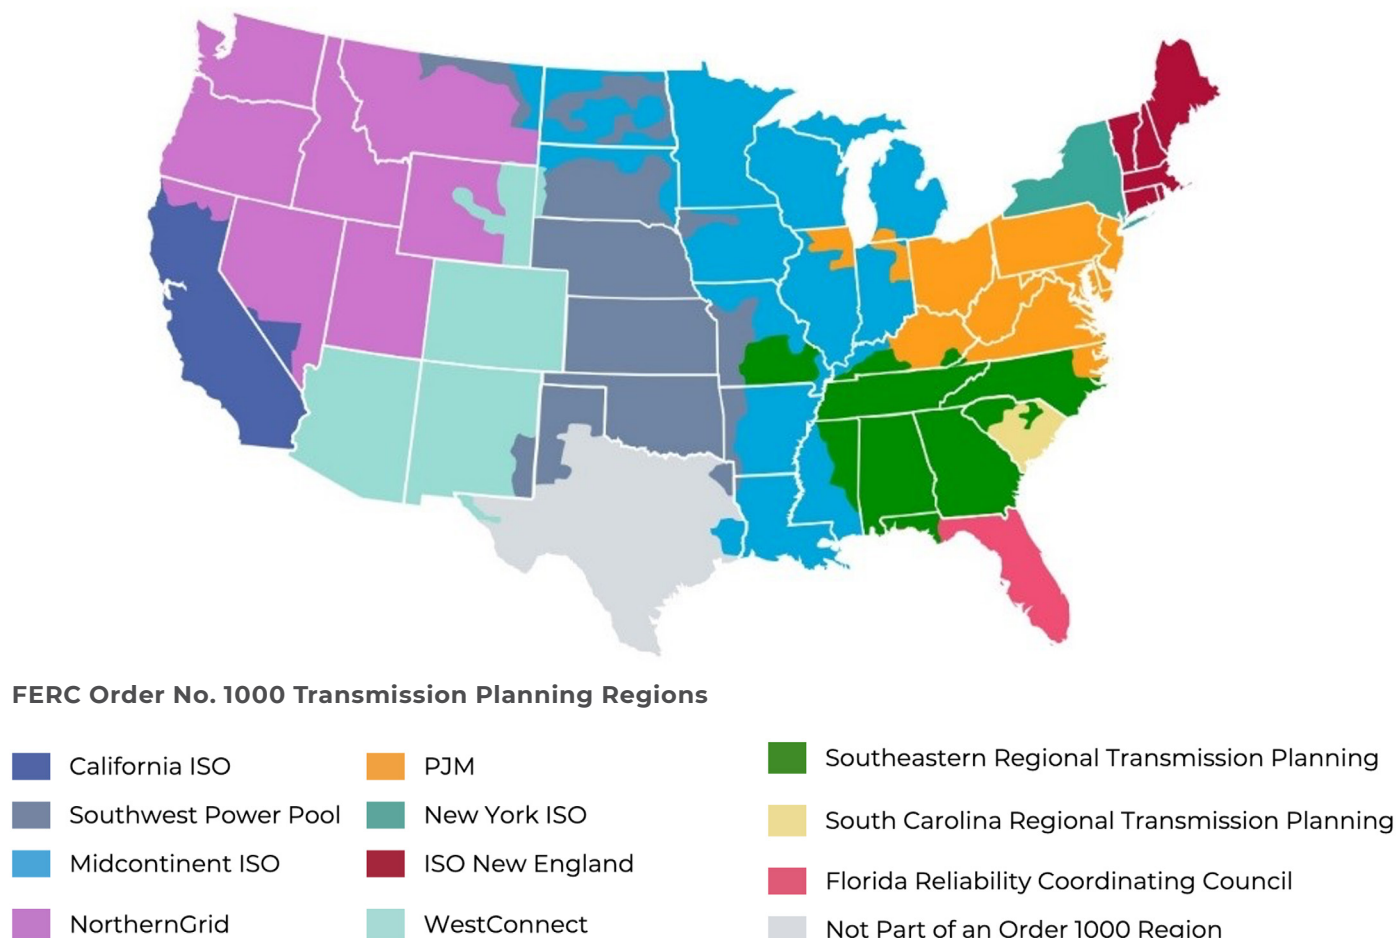 FERC Order No. 1000 Transmission Planning Regions
California ISO
Southwest Power Pool
Midcontinent ISO
NorthernGrid
PJM
New York ISO
ISO New England
WestConnect
Southeastern Regional Transmission Planning
South Carolina Regional Transmission Planning
Florida Reliability Coordinating Council
Not Part of an Order 1000 Region